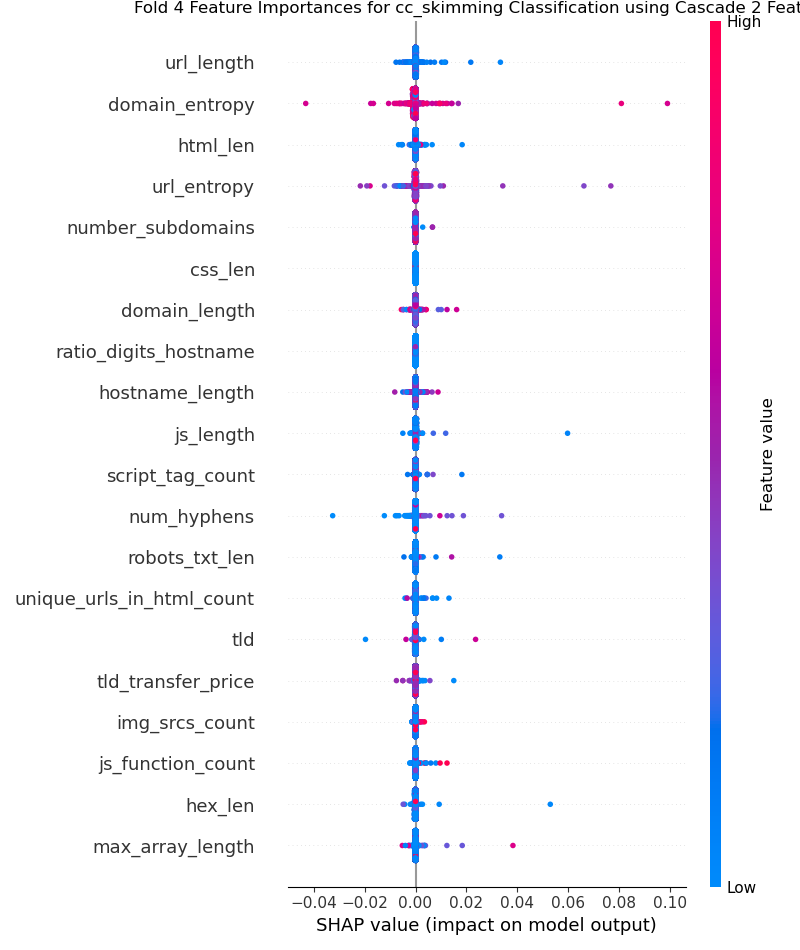 Fold 4 Feature Importances for cc_skimming Classification using Cascade 2 Feat
High
url_length
domain_entropy
html_len
url_entropy
number_subdomains
css_len
domain_length
ratio_digits_hostname
hostname_length
js_length
script_tag_count
num_hyphens
robots_txt_len
unique_urls_in_html_count
tld
tld_transfer_price
img_srcs_count
js_function_count
hex_len
max_array_length
Feature value
Low
−0.04 −0.02 0.00 0.02 0.04 0.06 0.08 0.10
SHAP value (impact on model output)